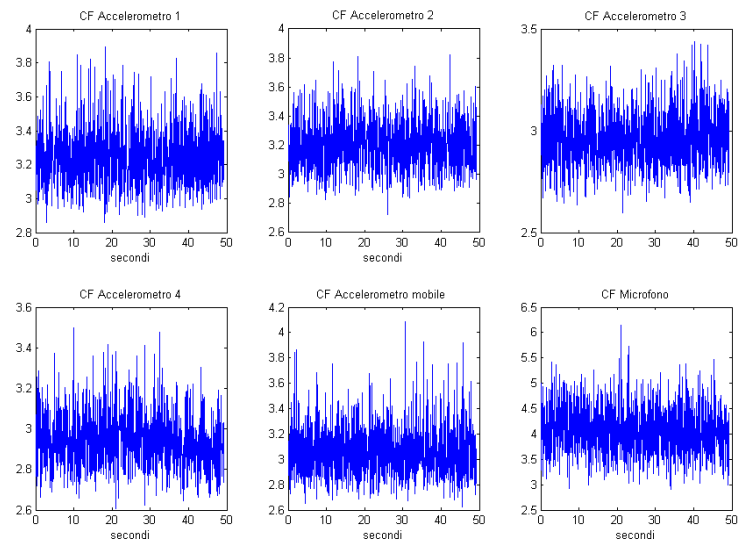 CF Accelerometro 1
4
3.8
3.6
3.4
3.2
3
2.8
0 10 20 30 40 50
secondi
CF Accelerometro 2
4
3.8
3.6
3.4
3.2
3
2.8
2.6
0 10 20 30 40 50
secondi
CF Accelerometro 3
3.5
3
2.5
0 10 20 30 40 50
secondi
CF Accelerometro 4
3.6
3.4
3.2
3
2.8
2.6
0 10 20 30 40 50
secondi
CF Accelerometro mobile
4.2
4
3.8
3.6
3.4
3.2
3
2.8
2.6
0 10 20 30 40 50
secondi
CF Microfono
6.5
6
5.5
5
4.5
4
3.5
3
2.5
0 10 20 30 40 50
secondi